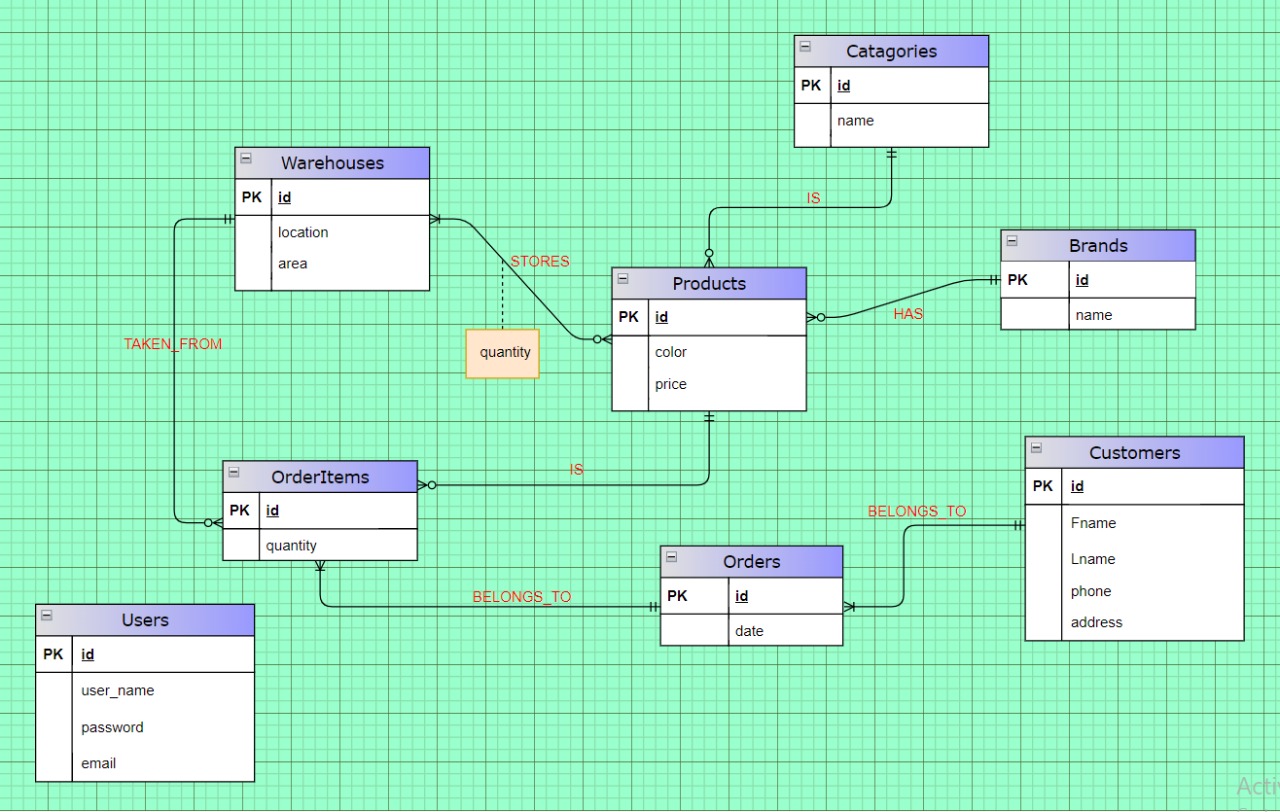 Catagories
PK id
name
Warehouses
PK id
location
area
IS
Brands
PK id
name
STORES
Products
PK id
color
price
HAS
TAKEN_FROM
quantity
Customers
PK id
Fname
Lname
phone
address
OrderItems
PK id
quantity
IS
BELONGS_TO
Orders
PK id
date
BELONGS_TO
Users
PK id
user_name
password
email
Acti